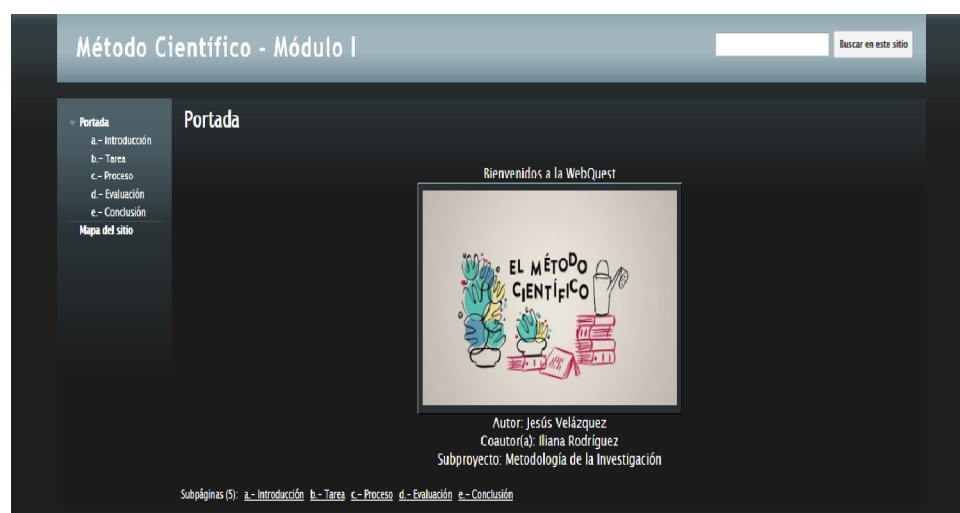 Método Científico - Módulo I
Buscar en este sitio
Portada
a.- Introducción
b.- Tarea
c.- Proceso
d.- Evaluación
e.- Conclusión
Mapa del sitio
Portada
Bienvenidos a la WebQuest
EL MÉTODO
CIENTÍFICO
Autor: Jesús Velázquez
Coautor(a): Iliana Rodríguez
Subproyecto: Metodología de la Investigación
Subpáginas (5): a.- Introducción b.- Tarea c.- Proceso d.- Evaluación e.- Conclusión